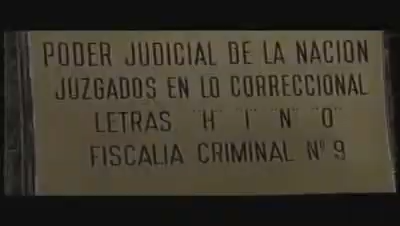 PODER JUDICIAL DE LA NACION
JUZGADOS EN LO CORRECCIONAL
LETRAS "H" "I" "N" "O"
FISCALIA CRIMINAL Nº 9